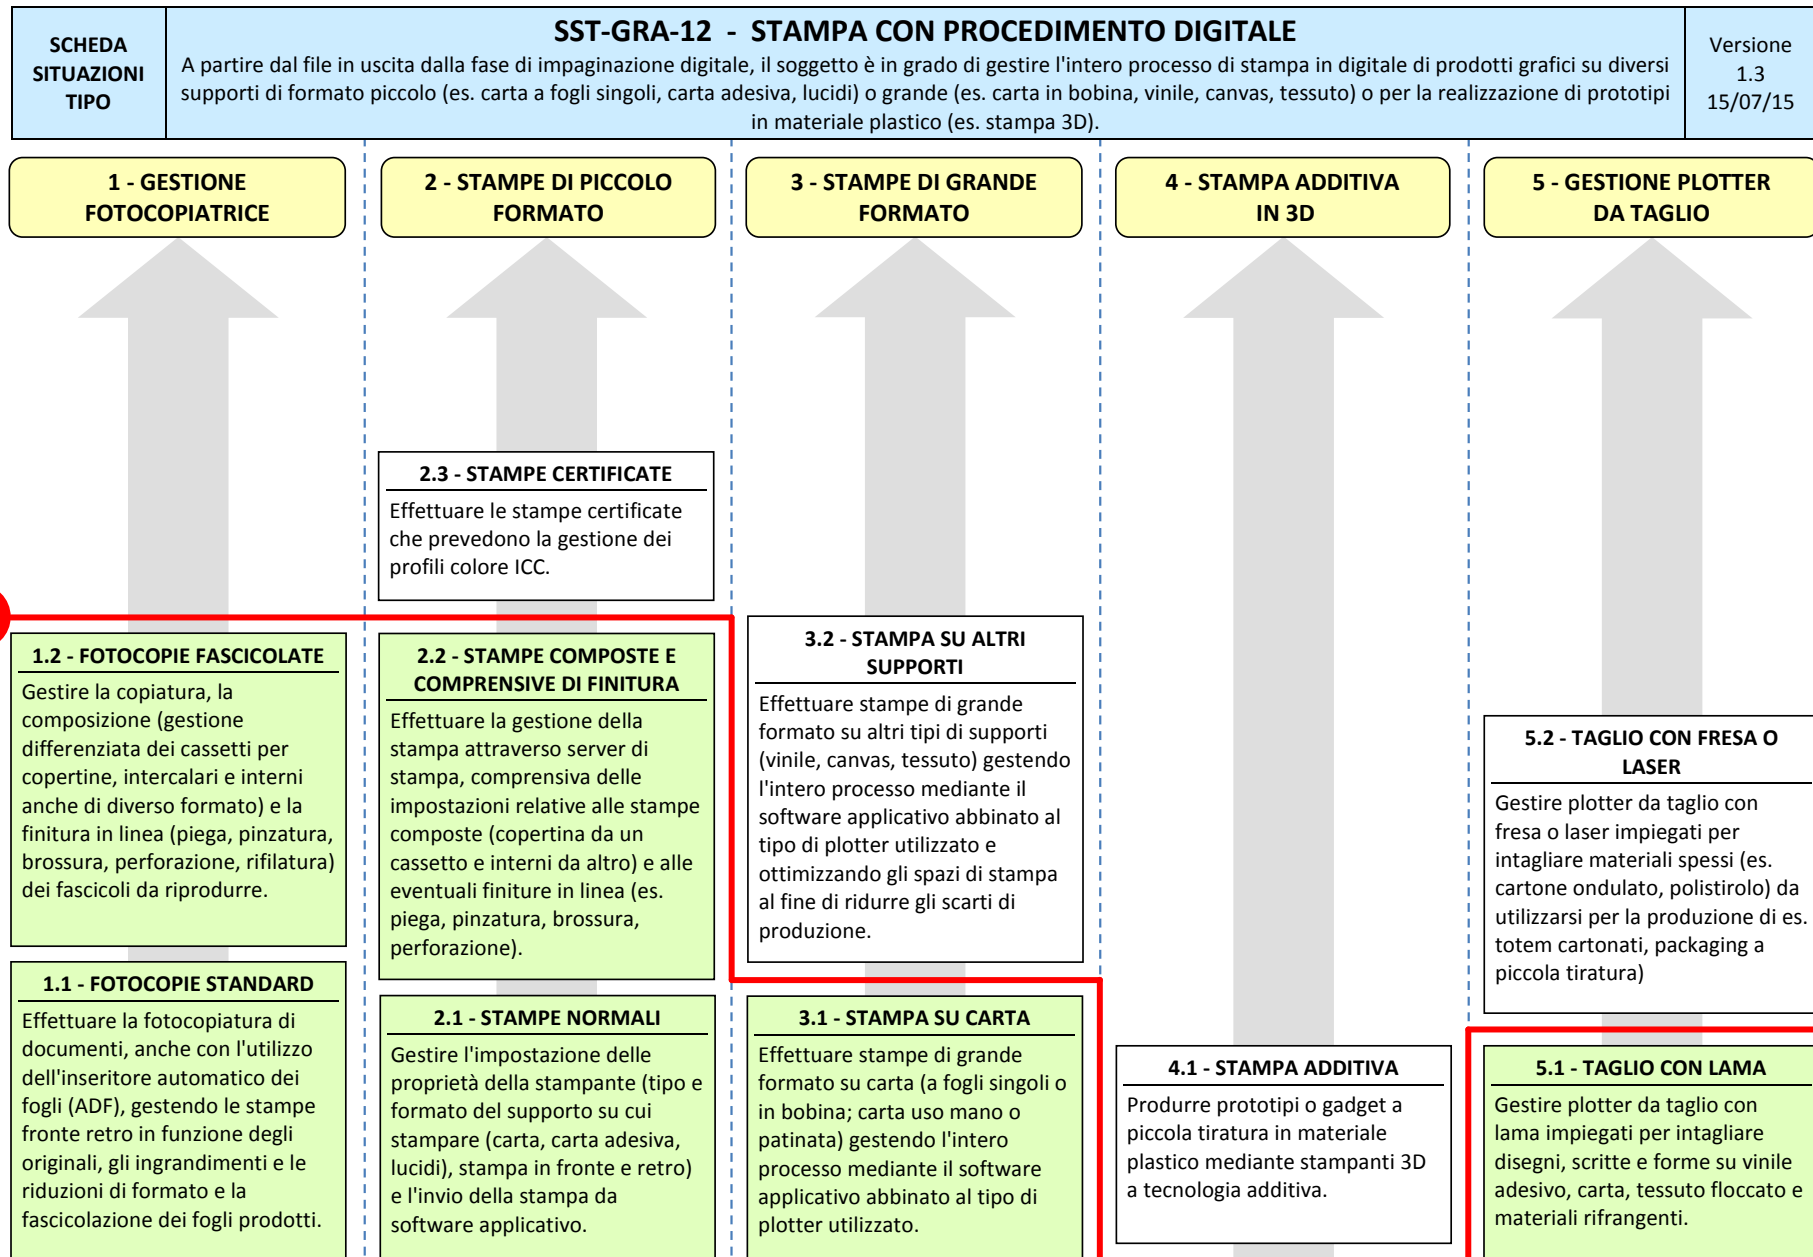 SCHEDA
SITUAZIONI
TIPO
SST-GRA-12 - STAMPA CON PROCEDIMENTO DIGITALE
A partire dal file in uscita dalla fase di impaginazione digitale, il soggetto è in grado di gestire l'intero processo di stampa in digitale di prodotti grafici su diversi
supporti di formato piccolo (es. carta a fogli singoli, carta adesiva, lucidi) o grande (es. carta in bobina, vinile, canvas, tessuto) o per la realizzazione di prototipi
in materiale plastico (es. stampa 3D).
Versione
1.3
15/07/15
1 - GESTIONE
FOTOCOPIATRICE
2 - STAMPE DI PICCOLO
FORMATO
3 - STAMPE DI GRANDE
FORMATO
4 - STAMPA ADDITIVA
IN 3D
5 - GESTIONE PLOTTER
DA TAGLIO
1.2 - FOTOCOPIE FASCICOLATE
Gestire la copiatura, la
composizione (gestione
differenziata dei cassetti per
copertine, intercalari e interni
anche di diverso formato) e la
finitura in linea (piega, pinzatura,
brossura, perforazione, rifilatura)
dei fascicoli da riprodurre.
1.1 - FOTOCOPIE STANDARD
Effettuare la fotocopiatura di
documenti, anche con l'utilizzo
dell'inseritore automatico dei
fogli (ADF), gestendo le stampe
fronte retro in funzione degli
originali, gli ingrandimenti e le
riduzioni di formato e la
fascicolazione dei fogli prodotti.
2.3 - STAMPE CERTIFICATE
Effettuare le stampe certificate
che prevedono la gestione dei
profili colore ICC.
2.2 - STAMPE COMPOSTE E
COMPRENSIVE DI FINITURA
Effettuare la gestione della
stampa attraverso server di
stampa, comprensiva delle
impostazioni relative alle stampe
composte (copertina da un
cassetto e interni da altro) e alle
eventuali finiture in linea (es.
piega, pinzatura, brossura,
perforazione).
2.1 - STAMPE NORMALI
Gestire l'impostazione delle
proprietà della stampante (tipo e
formato del supporto su cui
stampare (carta, carta adesiva,
lucidi), stampa in fronte e retro)
e l'invio della stampa da
software applicativo.
3.2 - STAMPA SU ALTRI
SUPPORTI
Effettuare stampe di grande
formato su altri tipi di supporti
(vinile, canvas, tessuto) gestendo
l'intero processo mediante il
software applicativo abbinato al
tipo di plotter utilizzato e
ottimizzando gli spazi di stampa
al fine di ridurre gli scarti di
produzione.
3.1 - STAMPA SU CARTA
Effettuare stampe di grande
formato su carta (a fogli singoli o
in bobina; carta uso mano o
patinata) gestendo l'intero
processo mediante il software
applicativo abbinato al tipo di
plotter utilizzato.
4.1 - STAMPA ADDITIVA
Produrre prototipi o gadget a
piccola tiratura in materiale
plastico mediante stampanti 3D
a tecnologia additiva.
5.2 - TAGLIO CON FRESA O
LASER
Gestire plotter da taglio con
fresa o laser impiegati per
intagliare materiali spessi (es.
cartone ondulato, polistirolo) da
utilizzarsi per la produzione di es.
totem cartonati, packaging a
piccola tiratura)
5.1 - TAGLIO CON LAMA
Gestire plotter da taglio con
lama impiegati per intagliare
disegni, scritte e forme su vinile
adesivo, carta, tessuto floccato e
materiali rifrangenti.